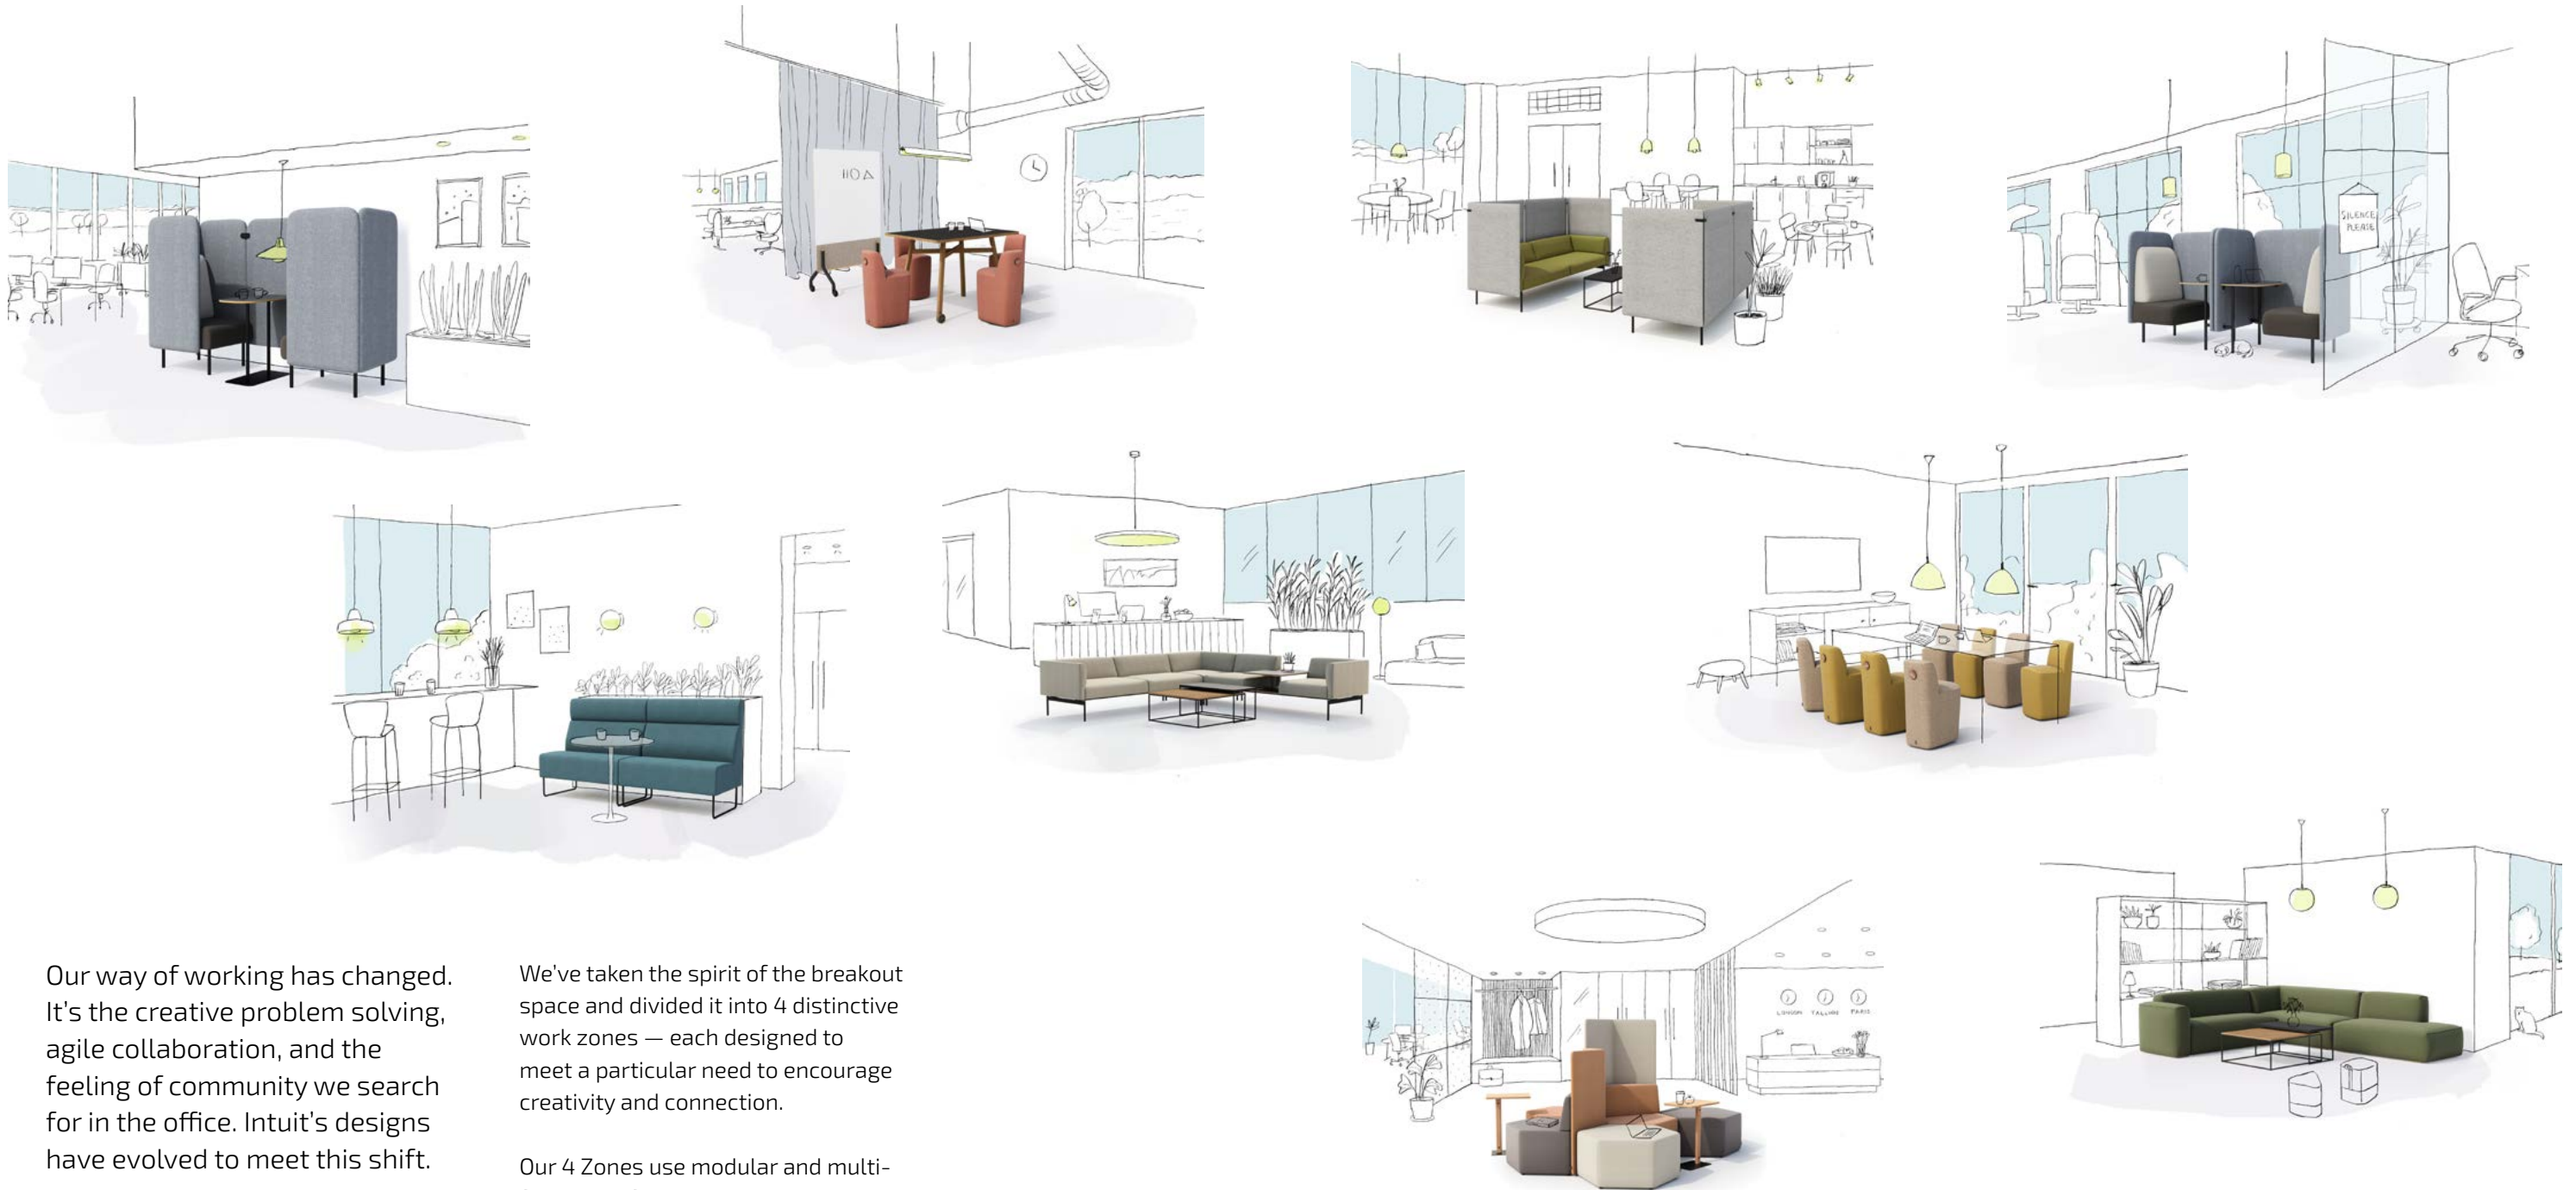 IIO△
SILENCE
PLEASE
LONDON TALLINN PARIS
Our way of working has changed.
It's the creative problem solving,
agile collaboration, and the
feeling of community we search
for in the office. Intuit's designs
have evolved to meet this shift.
We've taken the spirit of the breakout
space and divided it into 4 distinctive
work zones — each designed to
meet a particular need to encourage
creativity and connection.
Our 4 Zones use modular and multi-